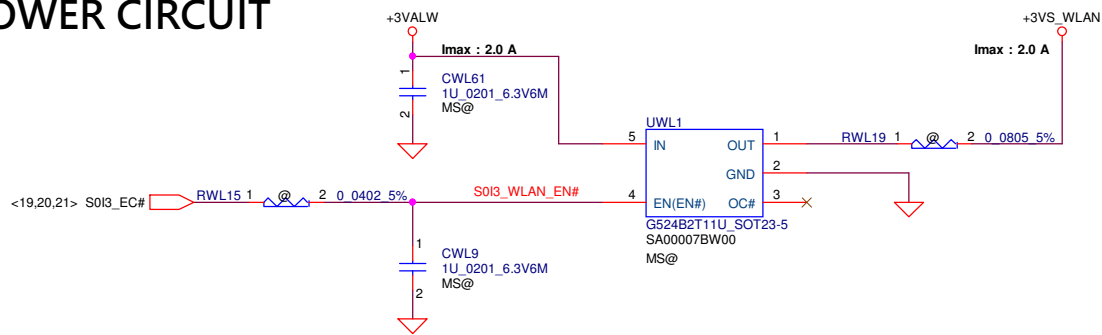 OWER CIRCUIT
+3VALW
+3VS_WLAN
Imax : 2.0 A
Imax : 2.0 A
1
CWL61
1U_0201_6.3V6M
MS@
2
UWL1
5 IN OUT 1
RWL19 1 @ 2 0_0805_5%
GND 2
<19,20,21> S0I3_EC#
RWL15 1 @ 2 0_0402_5%
S0I3_WLAN_EN#
4 EN(EN#) OC# 3
G524B2T11U_SOT23-5
SA00007BW00
MS@
1
CWL9
1U_0201_6.3V6M
MS@
2